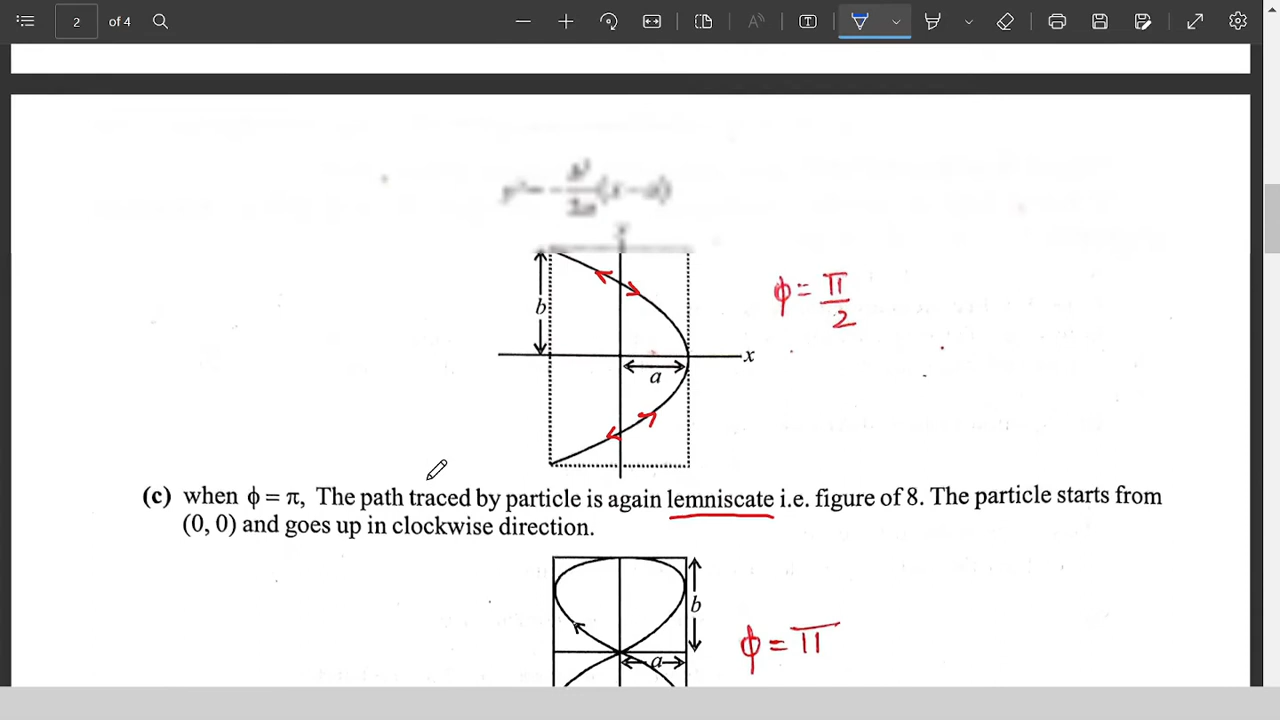 2 of 4
b
a
x
ϕ = π/2
(c) when ϕ = π, The path traced by particle is again lemniscate i.e. figure of 8. The particle starts from
(0, 0) and goes up in clockwise direction.
b
a
ϕ = π